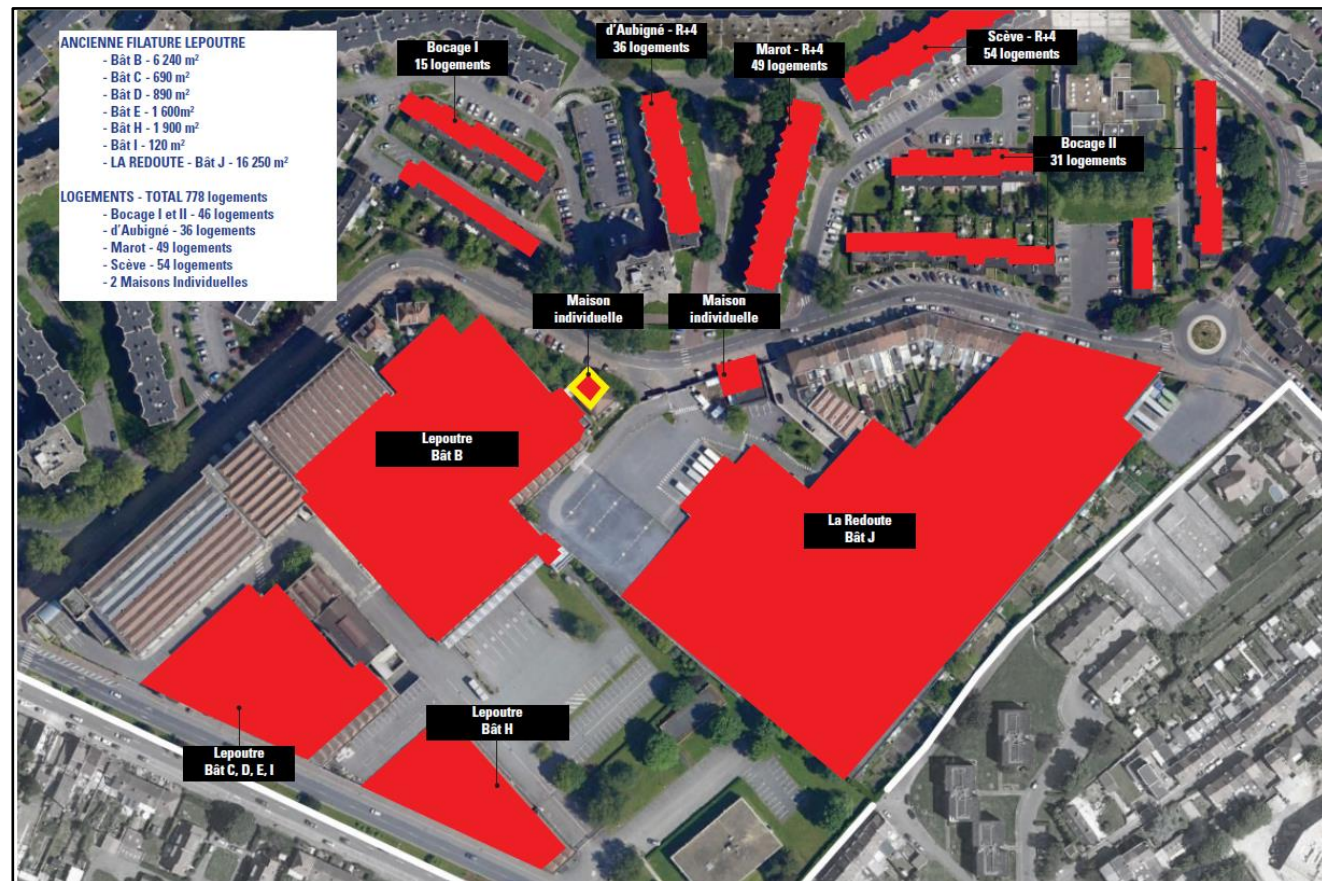 ANCIENNE FILATURE LEPOUTRE
- Bât B - 6 240 m²
- Bât C - 690 m²
- Bât D - 890 m²
- Bât E - 1 600m²
- Bât H - 1 900 m²
- Bât I - 120 m²
- LA REDOUTE - Bât J - 16 250 m²
LOGEMENTS - TOTAL 778 logements
- Bocage I et II - 46 logements
- d'Aubigné - 36 logements
- Marot - 49 logements
- Scève - 54 logements
- 2 Maisons Individuelles
Bocage I
15 logements
d'Aubigné - R+4
36 logements
Marot - R+4
49 logements
Scève - R+4
54 logements
Bocage II
31 logements
Maison
individuelle
Maison
individuelle
Lepoutre
Bât B
La Redoute
Bât J
Lepoutre
Bât H
Lepoutre
Bât C, D, E, I